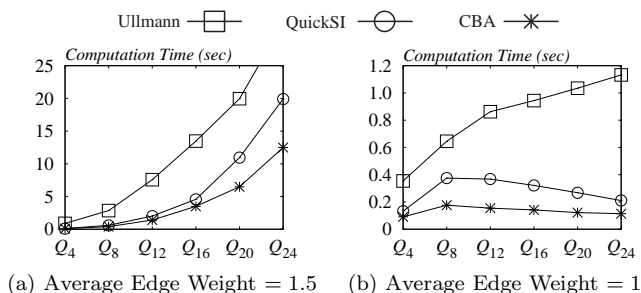 Ullmann QuickSI CBA
Computation Time (sec)
25
20
15
10
5
0
Q4 Q8 Q12 Q16 Q20 Q24
(a) Average Edge Weight = 1.5
Computation Time (sec)
1.2
1.0
0.8
0.6
0.4
0.2
0
Q4 Q8 Q12 Q16 Q20 Q24
(b) Average Edge Weight = 1